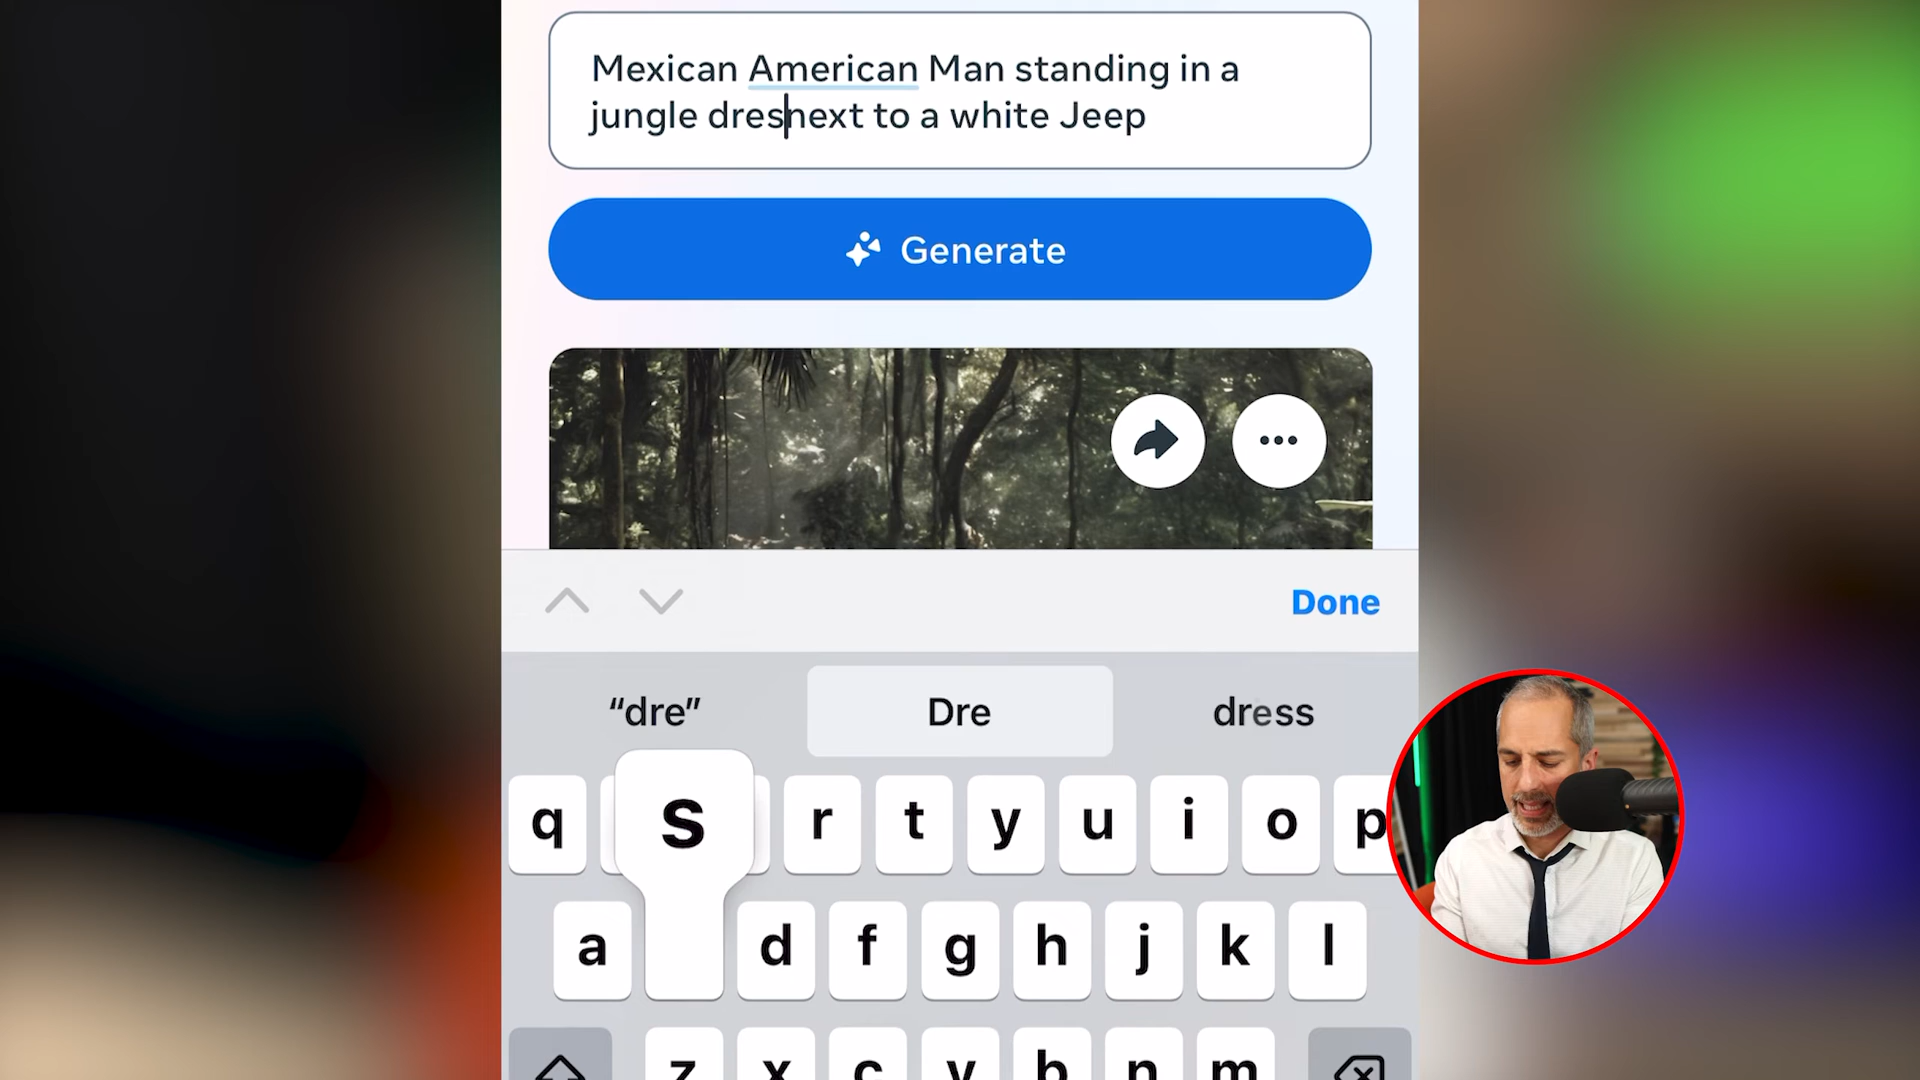 Mexican American Man standing in a
jungle dresnext to a white Jeep
Generate
Done
“dre” Dre dress
q S r t y u i o p
a d f g h j k l
z x c v b n m